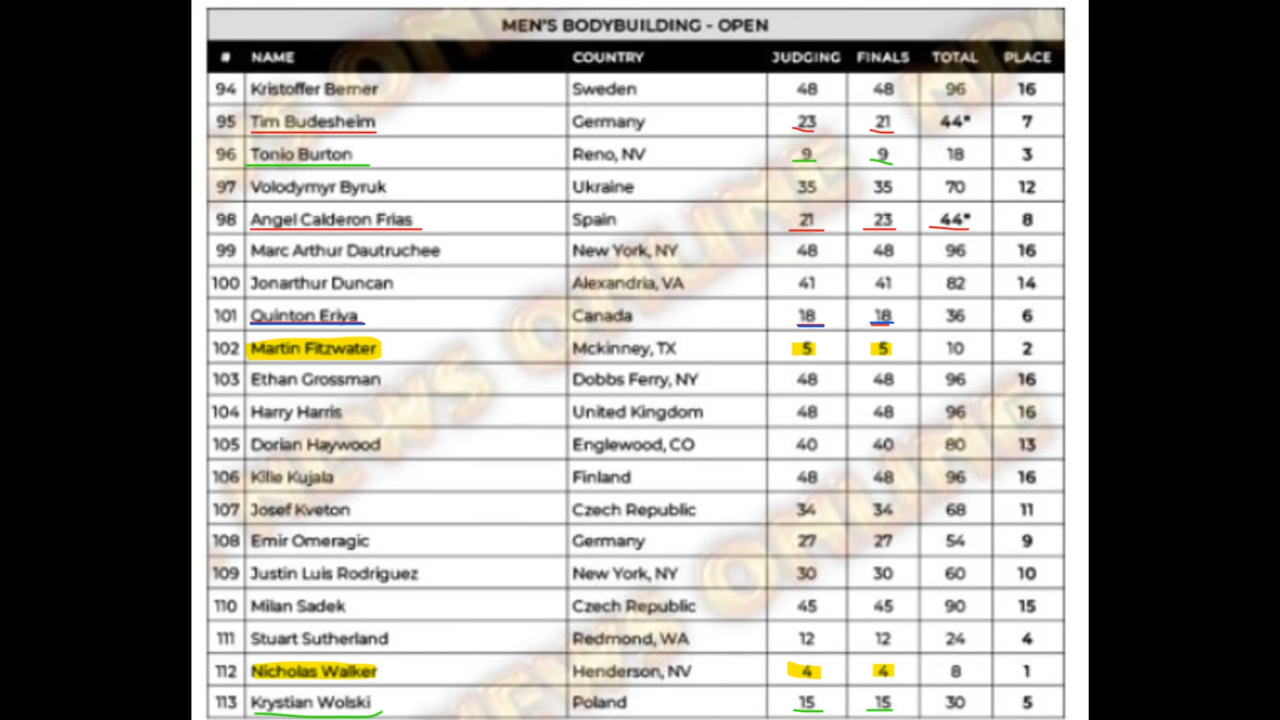 MEN'S BODYBUILDING - OPEN
# NAME COUNTRY JUDGING FINALS TOTAL PLACE
94 Kristoffer Berner Sweden 48 48 96 16
95 Tim Budesheim Germany 23 21 44* 7
96 Tonio Burton Reno, NV 9 9 18 3
97 Volodymyr Byruk Ukraine 35 35 70 12
98 Angel Calderon Frias Spain 21 23 44* 8
99 Marc Arthur Dautruchee New York, NY 48 48 96 16
100 Jonarthur Duncan Alexandria, VA 41 41 82 14
101 Quinton Eriya Canada 18 18 36 6
102 Martin Fitzwater Mckinney, TX 5 5 10 2
103 Ethan Grossman Dobbs Ferry, NY 48 48 96 16
104 Harry Harris United Kingdom 48 48 96 16
105 Dorian Haywood Englewood, CO 40 40 80 13
106 Kille Kujala Finland 48 48 96 16
107 Josef Kveton Czech Republic 34 34 68 11
108 Emir Omeragic Germany 27 27 54 9
109 Justin Luis Rodriguez New York, NY 30 30 60 10
110 Milan Sadek Czech Republic 45 45 90 15
111 Stuart Sutherland Redmond, WA 12 12 24 4
112 Nicholas Walker Henderson, NV 4 4 8 1
113 Krystian Wolski Poland 15 15 30 5
NEWS ONLINE
NEWS ONLINE